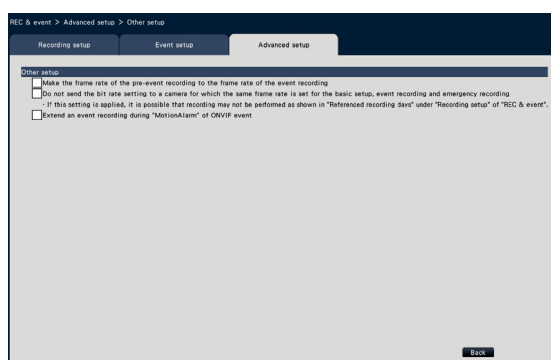 REC & event > Advanced setup > Other setup
Recording setup Event setup Advanced setup
Other setup
Make the frame rate of the pre-event recording to the frame rate of the event recording
Do not send the bit rate setting to a camera for which the same frame rate is set for the basic setup, event recording and emergency recording
· If this setting is applied, it is possible that recording may not be performed as shown in "Referenced recording days" under "Recording setup" of "REC & event".
Extend an event recording during "MotionAlarm" of ONVIF event
Back